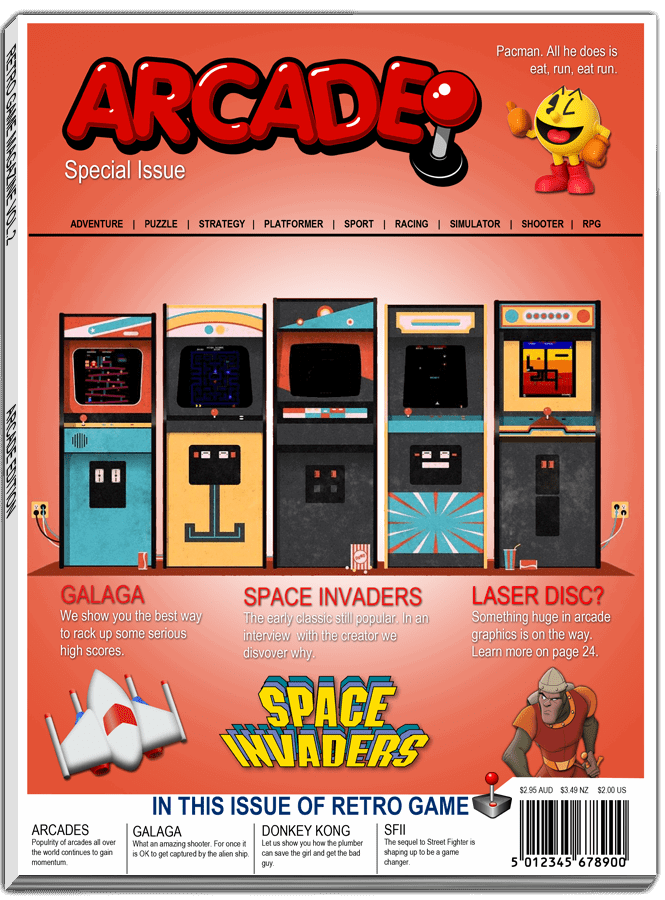 RETRO GAME MAGAZINE VOL 2
ARCADE EDITION
Pacman. All he does is
eat, run, eat run.
ARCADE
Special Issue
ADVENTURE | PUZZLE | STRATEGY | PLATFORMER | SPORT | RACING | SIMULATOR | SHOOTER | RPG
GALAGA
We show you the best way
to rack up some serious
high scores.
SPACE INVADERS
The early classic still popular. In an
interview with the creator we
disvover why.
LASER DISC?
Something huge in arcade
graphics is on the way.
Learn more on page 24.
SPACE
INVADERS
IN THIS ISSUE OF RETRO GAME
ARCADES
Populrity of arcades all over
the world continues to gain
momentum.
GALAGA
What an amazing shooter. For once it
is OK to get captured by the alien ship.
DONKEY KONG
Let us show you how the plumber
can save the girl and get the bad
guy.
SFII
The sequel to Street Fighter is
shaping up to be a game
changer.
$2.95 AUD $3.49 NZ $2.00 US
5 012345 678900